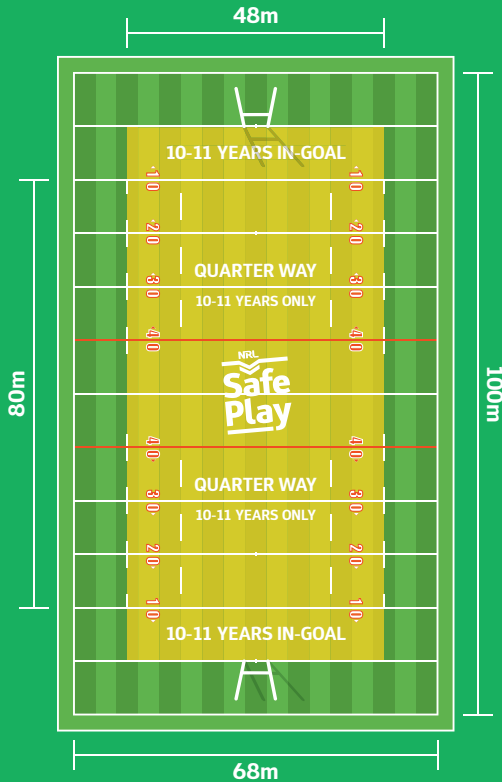 48m
10-11 YEARS IN-GOAL
10 10
20 20
QUARTER WAY
30 30
10-11 YEARS ONLY
40 40
NRL
Safe
Play
80m
100m
40 40
QUARTER WAY
30 30
10-11 YEARS ONLY
20 20
10 10
10-11 YEARS IN-GOAL
68m